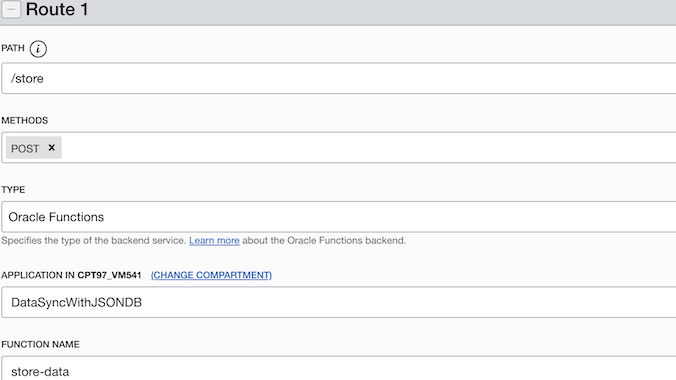 Route 1
PATH i
/store
METHODS
POST ×
TYPE
Oracle Functions
Specifies the type of the backend service. Learn more about the Oracle Functions backend.
APPLICATION IN CPT97_VM541 (CHANGE COMPARTMENT)
DataSyncWithJSONDB
FUNCTION NAME
store-data